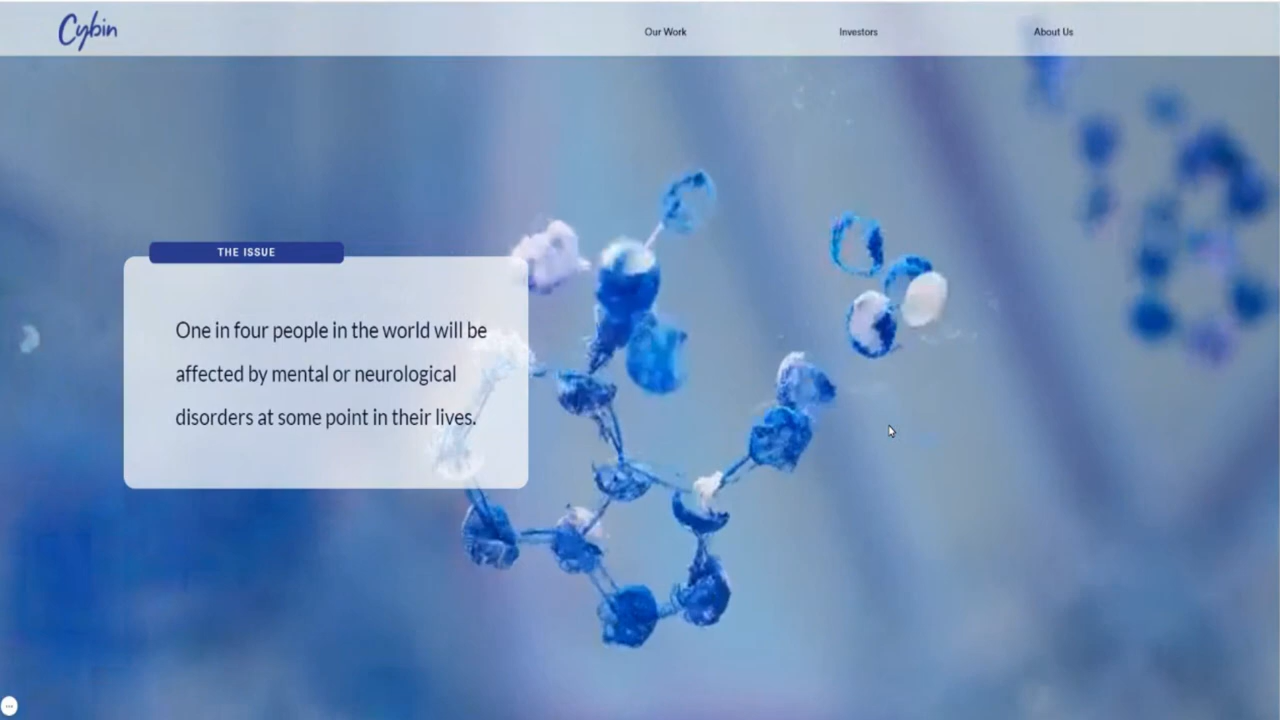 Cybin
Our Work
Investors
About Us
THE ISSUE
One in four people in the world will be
affected by mental or neurological
disorders at some point in their lives.